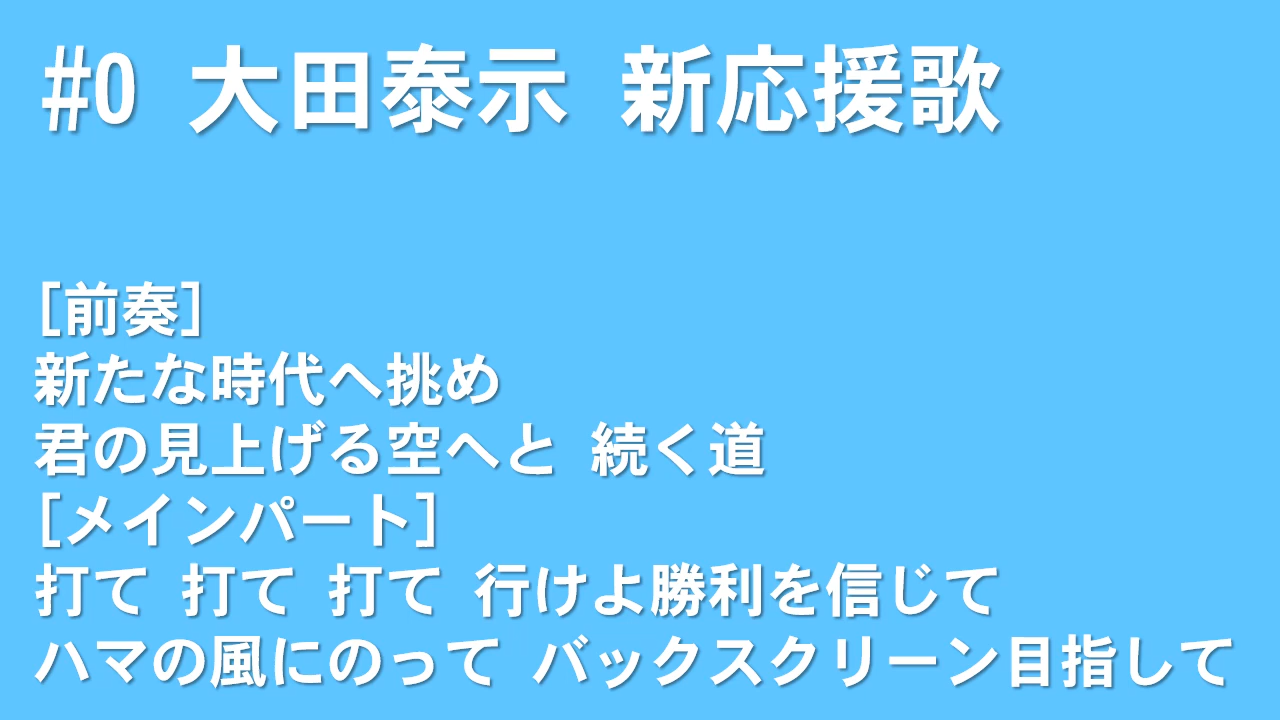 #0 大田泰示 新応援歌
[前奏]
新たな時代へ挑め
君の見上げる空へと 続く道
[メインパート]
打て 打て 打て 行けよ勝利を信じて
ハマの風にのって バックスクリーン目指して